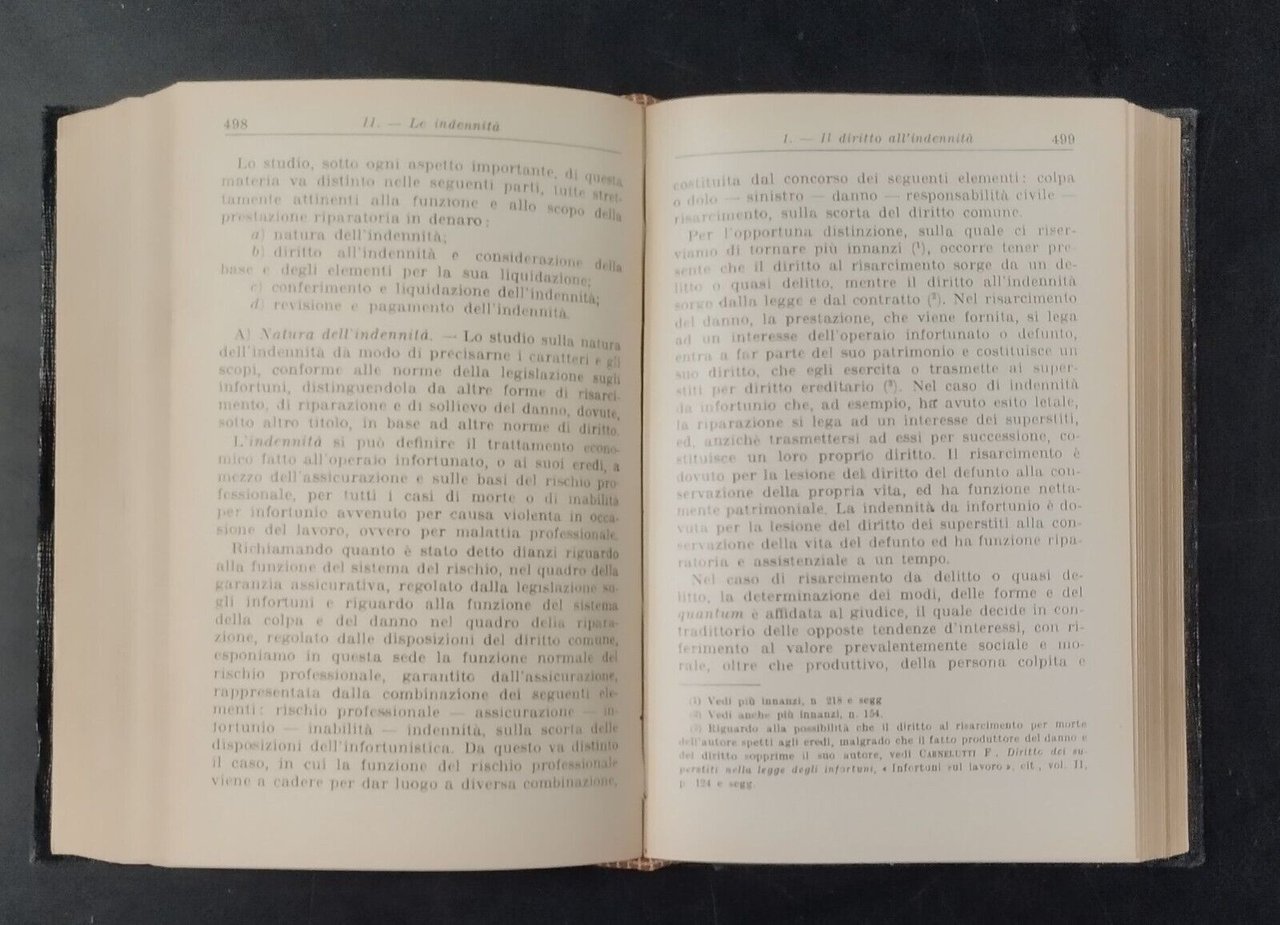 498
II. — Le indennità
Lo studio, sotto ogni aspetto importante, di questa
materia va distinto nelle seguenti parti, tutte stret-
tamente attinenti alla funzione e allo scopo della
prestazione riparatoria in denaro:
a) natura dell'indennità;
b) diritto all'indennità e considerazione della
base e degli elementi per la sua liquidazione;
c) conferimento e liquidazione dell'indennità;
d) revisione e pagamento dell'indennità.
A) Natura dell'indennità. — Lo studio sulla natura
dell'indennità dà modo di precisarne i caratteri e gli
scopi, conforme alle norme della legislazione sugli
infortuni, distinguendola da altre forme di risarci-
mento, di riparazione e di sollievo del danno, dovute,
sotto altro titolo, in base ad altre norme di diritto.
L'indennità si può definire il trattamento econo-
mico fatto all'operaio infortunato, o ai suoi eredi, a
mezzo dell'assicurazione e sulle basi del rischio pro-
fessionale, per tutti i casi di morte o di inabilità
per infortunio avvenuto per causa violenta in occa-
sione del lavoro, ovvero per malattia professionale.
Richiamando quanto è stato detto dianzi riguardo
alla funzione del sistema del rischio, nel quadro della
garanzia assicurativa, regolato dalla legislazione su-
gli infortuni e riguardo alla funzione del sistema
della colpa e del danno nel quadro della ripara-
zione, regolato dalle disposizioni del diritto comune,
esponiamo in questa sede la funzione normale del
rischio professionale, garantito dall'assicurazione,
rappresentata dalla combinazione dei seguenti ele-
menti: rischio professionale — assicurazione — in-
fortunio — inabilità — indennità, sulla scorta delle
disposizioni dell'infortunistica. Da questo va distinto
il caso, in cui la funzione del rischio professionale
viene a cadere per dar luogo a diversa combinazione,
I. — Il diritto all'indennità
499
costituita dal concorso dei seguenti elementi: colpa
o dolo — sinistro — danno — responsabilità civile —
risarcimento, sulla scorta del diritto comune.
Per l'opportuna distinzione, sulla quale ci riser-
viamo di tornare più innanzi (¹), occorre tener pre-
sente che il diritto al risarcimento sorge da un de-
litto o quasi delitto, mentre il diritto all'indennità
sorge dalla legge e dal contratto (²). Nel risarcimento
del danno, la prestazione, che viene fornita, si lega
ad un interesse dell'operaio infortunato o defunto,
entra a far parte del suo patrimonio e costituisce un
suo diritto, che egli esercita o trasmette ai super-
stiti per diritto ereditario (³). Nel caso di indennità
da infortunio che, ad esempio, ha avuto esito letale,
la riparazione si lega ad un interesse dei superstiti,
ed, anzichè trasmettersi ad essi per successione, co-
stituisce un loro proprio diritto. Il risarcimento è
dovuto per la lesione del diritto del defunto alla con-
servazione della propria vita, ed ha funzione netta-
mente patrimoniale. La indennità da infortunio è do-
vuta per la lesione del diritto dei superstiti alla con-
servazione della vita del defunto ed ha funzione ripa-
ratoria e assistenziale a un tempo.
Nel caso di risarcimento da delitto o quasi de-
litto, la determinazione dei modi, delle forme e del
quantum è affidata al giudice, il quale decide in con-
tradittorio delle opposte tendenze d'interessi, con ri-
ferimento al valore prevalentemente sociale e mo-
rale, oltre che produttivo, della persona colpita e
(1) Vedi più innanzi, n 218 e segg
(2) Vedi anche più innanzi, n. 154.
(3) Riguardo alla possibilità che il diritto al risarcimento per morte
dell'autore spetti agli eredi, malgrado che il fatto produttore del danno e
del diritto sopprime il suo autore, vedi CARNELUTTI F., Diritto dei su-
perstiti nella legge degli infortuni, « Infortuni sul lavoro », cit., vol. II,
p 124 e segg.